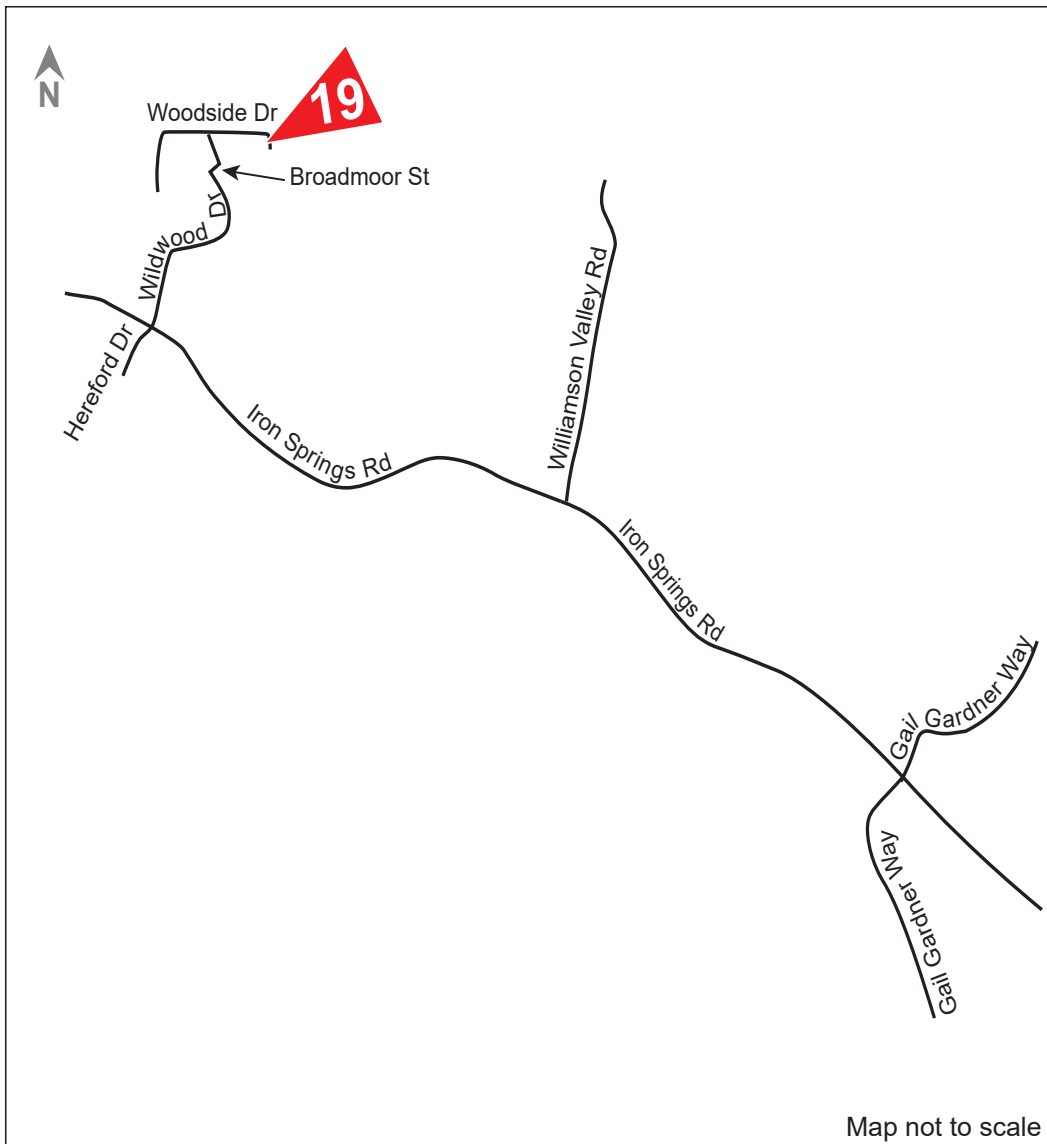 N
19
Woodside Dr
Broadmoor St
Wildwood Dr
Hereford Dr
Williamson Valley Rd
Iron Springs Rd
Iron Springs Rd
Gail Gardner Way
Gail Gardner Way
Map not to scale